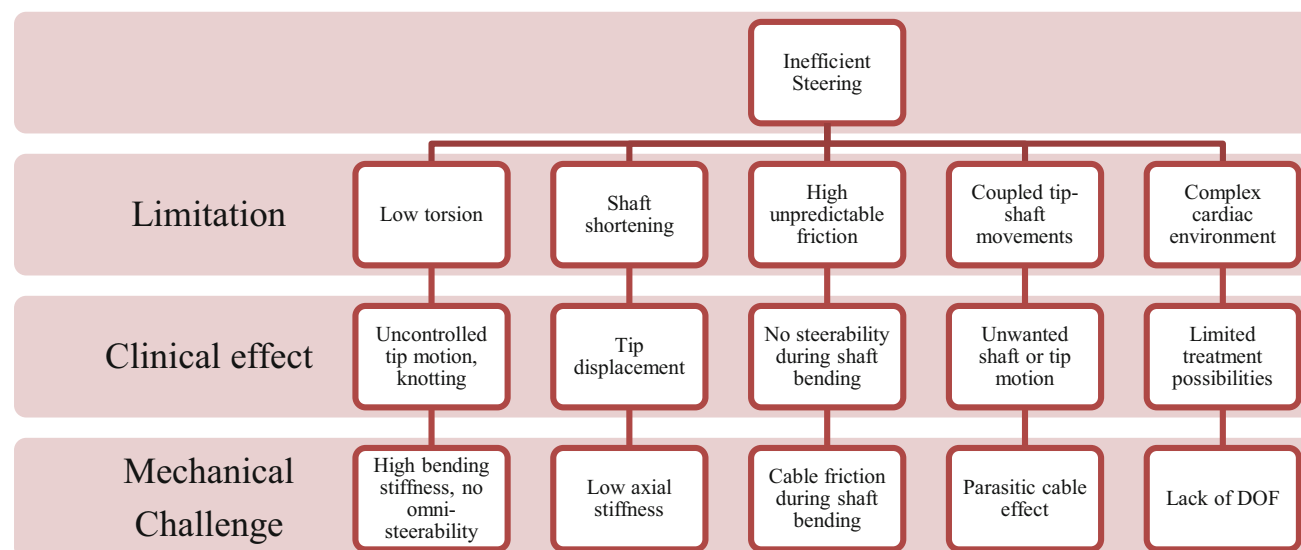 Inefficient
Steering
Limitation
Low torsion
Shaft
shortening
High
unpredictable
friction
Coupled tip-
shaft
movements
Complex
cardiac
environment
Clinical effect
Uncontrolled
tip motion,
knotting
Tip
displacement
No steerability
during shaft
bending
Unwanted
shaft or tip
motion
Limited
treatment
possibilities
Mechanical
Challenge
High bending
stiffness, no
omni-
steerability
Low axial
stiffness
Cable friction
during shaft
bending
Parasitic cable
effect
Lack of DOF